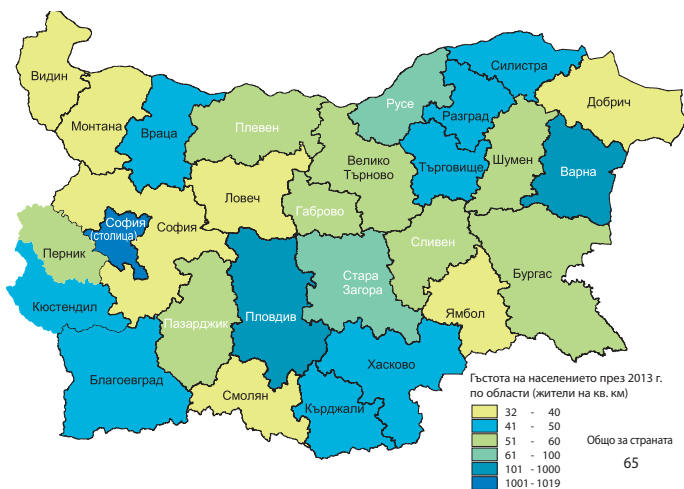 Видин
Монтана
Враца
Плевен
Русе
Силистра
Разград
Добрич
Велико
Търново
Търговище
Шумен
Варна
Ловеч
Габрово
София
(столица)
София
Перник
Кюстендил
Сливен
Бургас
Стара
Загора
Ямбол
Пазарджик
Пловдив
Хасково
Благоевград
Смолян
Кърджали
Гъстота на населението през 2013 г.
по области (жители на кв. км)
32 - 40
41 - 50
51 - 60
61 - 100
101 - 1000
1001 - 1019
Общо за страната
65